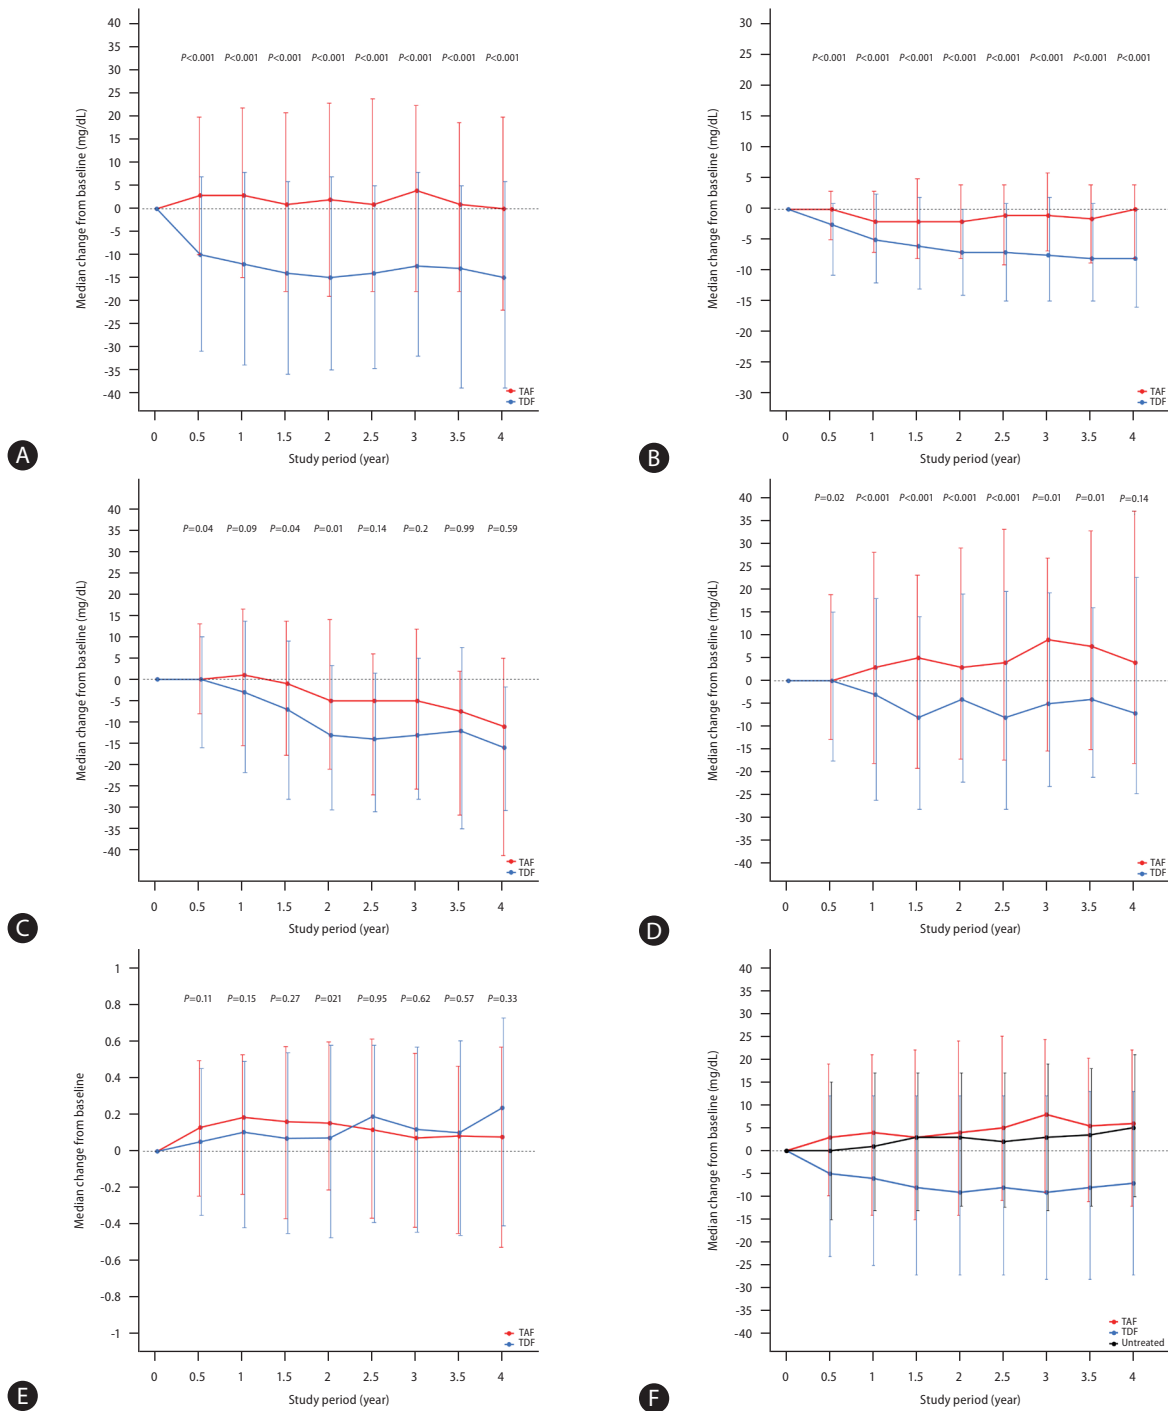 40
35
30
25
20
15
10
5
0
-5
-10
-15
-20
-25
-30
-35
-40
Median change from baseline (mg/dL)
P<0.001 P<0.001 P<0.001 P<0.001 P<0.001 P<0.001 P<0.001 P<0.001
TAF
TDF
0 0.5 1 1.5 2 2.5 3 3.5 4
Study period (year)
A
30
25
20
15
10
5
0
-5
-10
-15
-20
-25
-30
Median change from baseline (mg/dL)
P<0.001 P<0.001 P<0.001 P<0.001 P<0.001 P<0.001 P<0.001 P<0.001
TAF
TDF
0 0.5 1 1.5 2 2.5 3 3.5 4
Study period (year)
B
40
35
30
25
20
15
10
5
0
-5
-10
-15
-20
-25
-30
-35
-40
Median change from baseline (mg/dL)
P=0.04 P=0.09 P=0.04 P=0.01 P=0.14 P=0.2 P=0.99 P=0.59
TAF
TDF
0 0.5 1 1.5 2 2.5 3 3.5 4
Study period (year)
C
40
35
30
25
20
15
10
5
0
-5
-10
-15
-20
-25
-30
-35
-40
Median change from baseline (mg/dL)
P=0.02 P<0.001 P<0.001 P<0.001 P<0.001 P=0.01 P=0.01 P=0.14
TAF
TDF
0 0.5 1 1.5 2 2.5 3 3.5 4
Study period (year)
D
1
0.8
0.6
0.4
0.2
0
-0.2
-0.4
-0.6
-0.8
-1
Median change from baseline
P=0.11 P=0.15 P=0.27 P=021 P=0.95 P=0.62 P=0.57 P=0.33
TAF
TDF
0 0.5 1 1.5 2 2.5 3 3.5 4
Study period (year)
E
40
35
30
25
20
15
10
5
0
-5
-10
-15
-20
-25
-30
-35
-40
Median change from baseline (mg/dL)
TAF
TDF
Untreated
0 0.5 1 1.5 2 2.5 3 3.5 4
Study period (year)
F